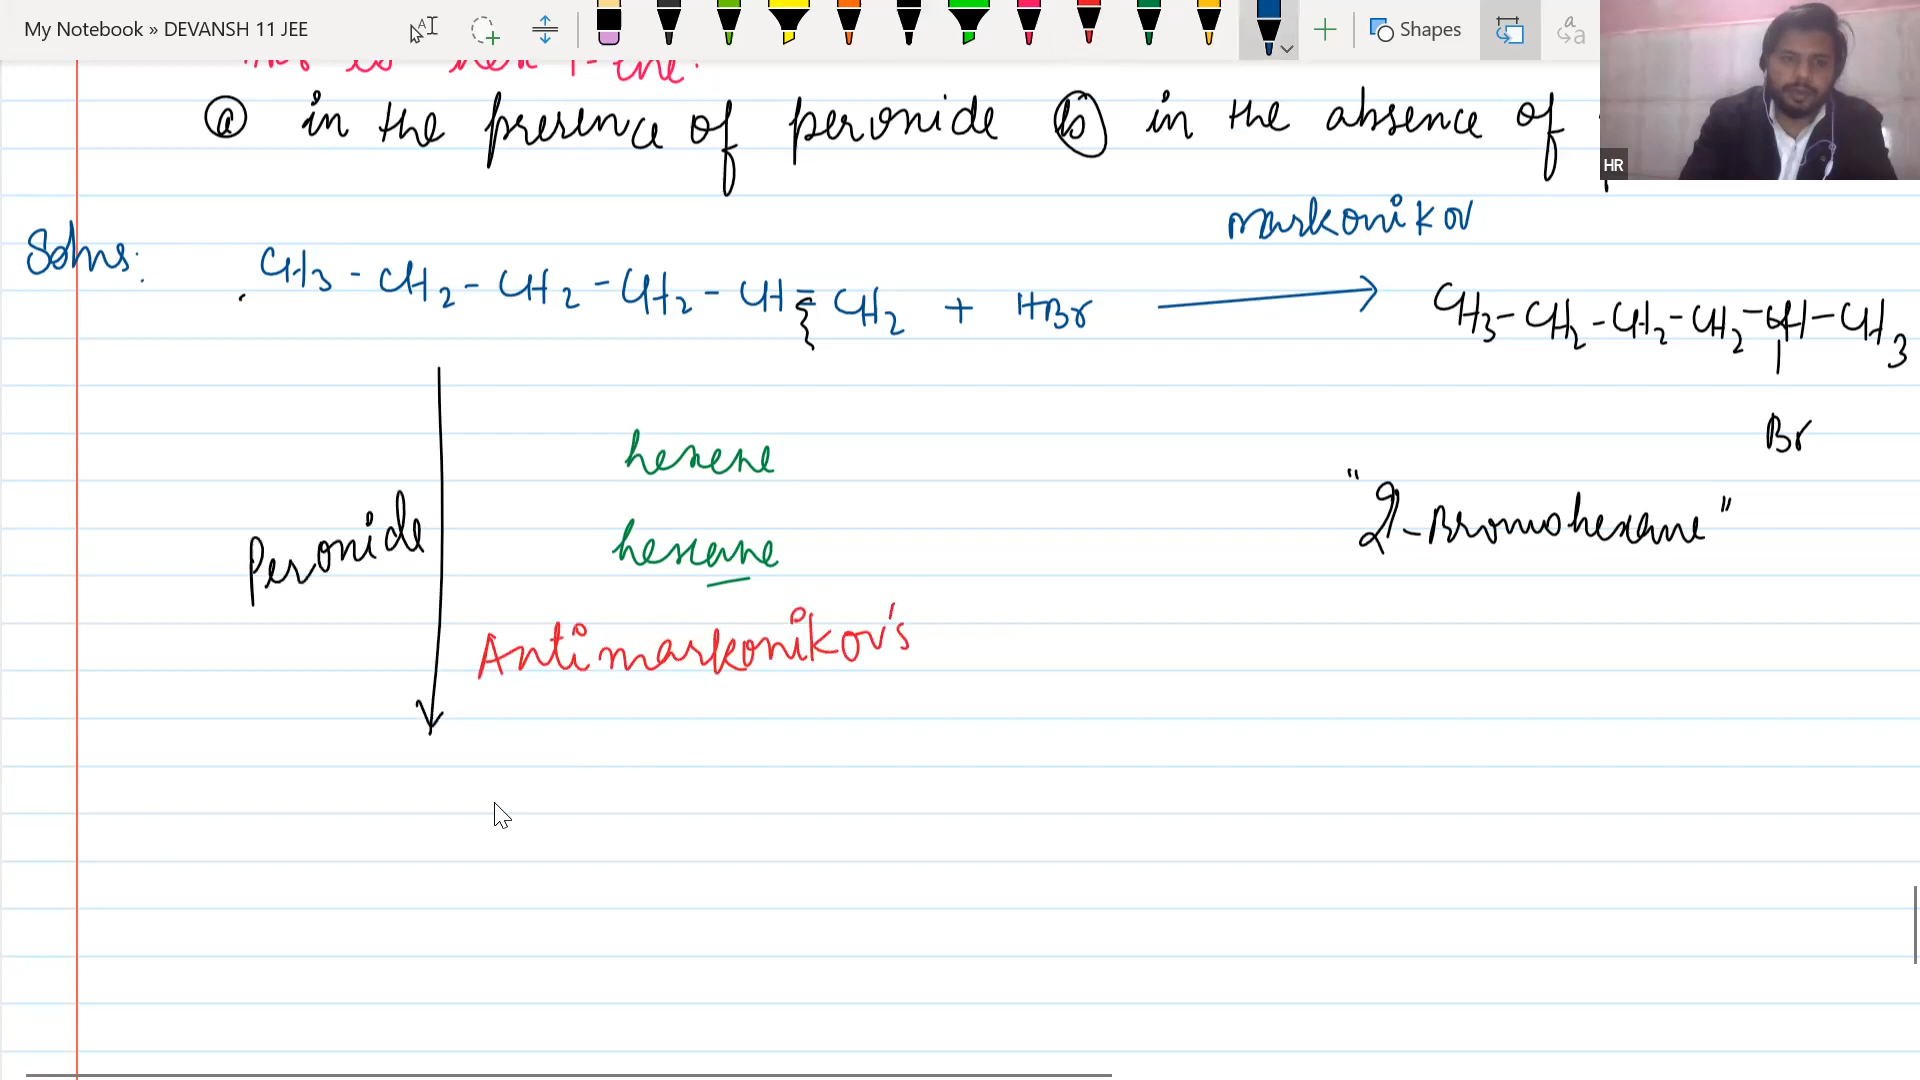 My Notebook » DEVANSH 11 JEE
Shapes
HR
ⓐ in the presence of peroxide ⓑ in the absence of
Solns:
CH3 - CH2 - CH2 - CH2 - CH = CH2 + HBr
markonikov
CH3-CH2-CH2-CH2-CH-CH3
Br
hexene
"2-Bromohexane"
Peroxide
hexane
Antimarkonikov's